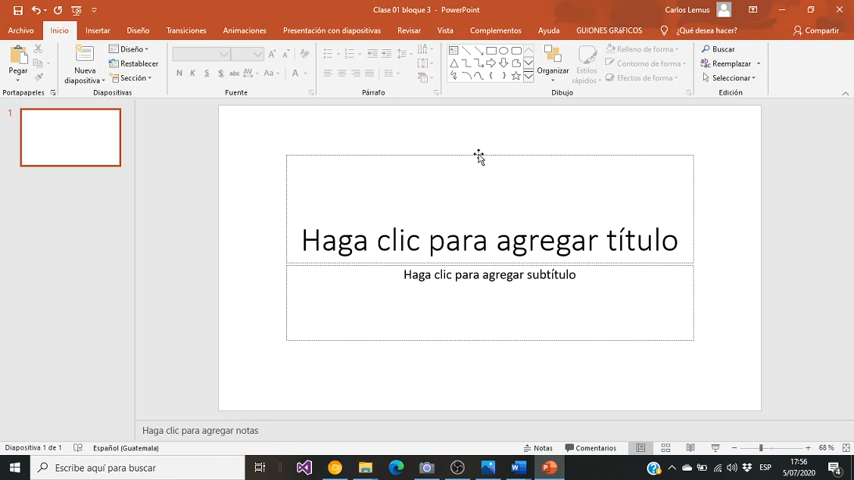 Clase 01 bloque 3 - PowerPoint
Carlos Lemus
Archivo Inicio Insertar Diseño Transiciones Animaciones Presentación con diapositivas Revisar Vista Complementos Ayuda GUIONES GRÁFICOS ¿Qué desea hacer? Compartir
Pegar
Nueva diapositiva
Diseño
Restablecer
Sección
N K S S abc AV Aa A
Organizar
Estilos rápidos
Relleno de forma
Contorno de forma
Efectos de forma
Buscar
Reemplazar
Seleccionar
Portapapeles Diapositivas Fuente Párrafo Dibujo Edición
1
Haga clic para agregar título
Haga clic para agregar subtítulo
Haga clic para agregar notas
Diapositiva 1 de 1 Español (Guatemala) Notas Comentarios 68 %
Escribe aquí para buscar
ESP
17:56
5/07/2020
4